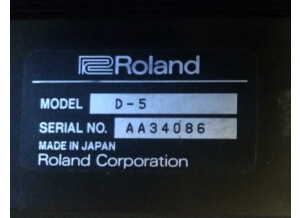 Roland
MODEL D-5
SERIAL NO. AA34086
MADE IN JAPAN
Roland Corporation